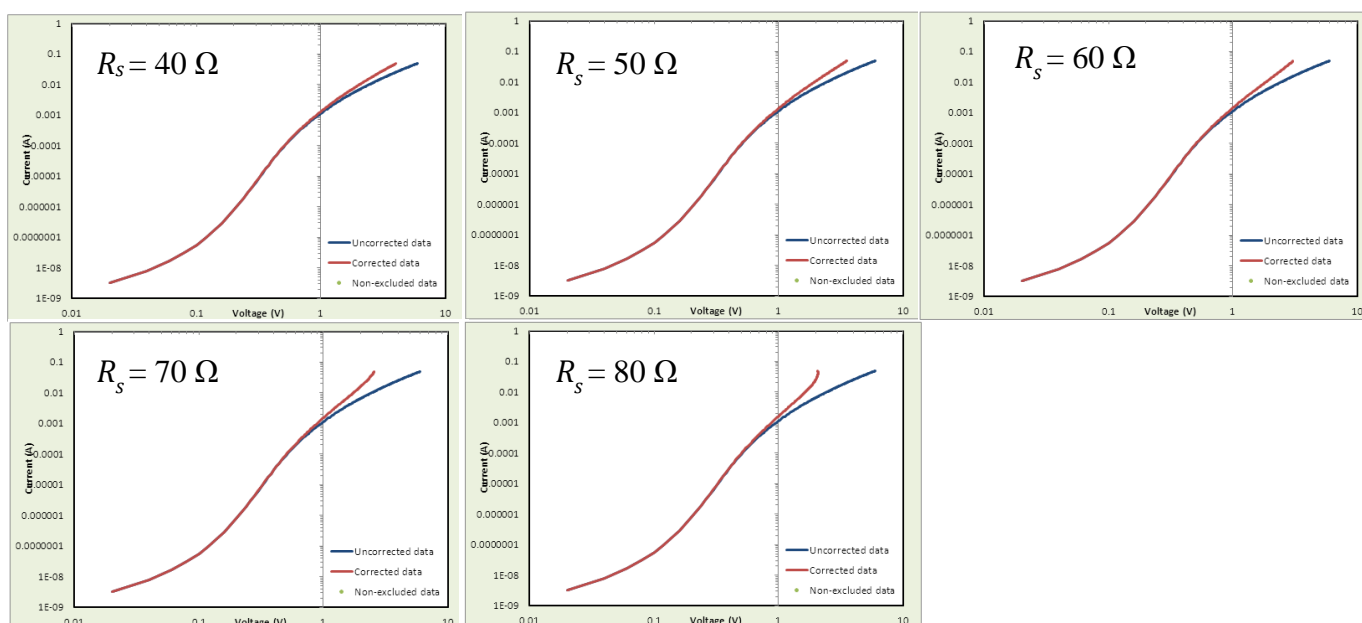 1
0.1
0.01
0.001
0.0001
0.00001
0.000001
0.0000001
1E-08
1E-09
Current (A)
Rs = 40 Ω
Uncorrected data
Corrected data
Non-excluded data
0.01 0.1 1 10
Voltage (V)
1
0.1
0.01
0.001
0.0001
0.00001
0.000001
0.0000001
1E-08
1E-09
Current (A)
Rs = 50 Ω
Uncorrected data
Corrected data
Non-excluded data
0.01 0.1 1 10
Voltage (V)
1
0.1
0.01
0.001
0.0001
0.00001
0.000001
0.0000001
1E-08
1E-09
Current (A)
Rs = 60 Ω
Uncorrected data
Corrected data
Non-excluded data
0.01 0.1 1 10
Voltage (V)
1
0.1
0.01
0.001
0.0001
0.00001
0.000001
0.0000001
1E-08
1E-09
Current (A)
Rs = 70 Ω
Uncorrected data
Corrected data
Non-excluded data
0.01 0.1 1 10
Voltage (V)
1
0.1
0.01
0.001
0.0001
0.00001
0.000001
0.0000001
1E-08
1E-09
Current (A)
Rs = 80 Ω
Uncorrected data
Corrected data
Non-excluded data
0.01 0.1 1 10
Voltage (V)